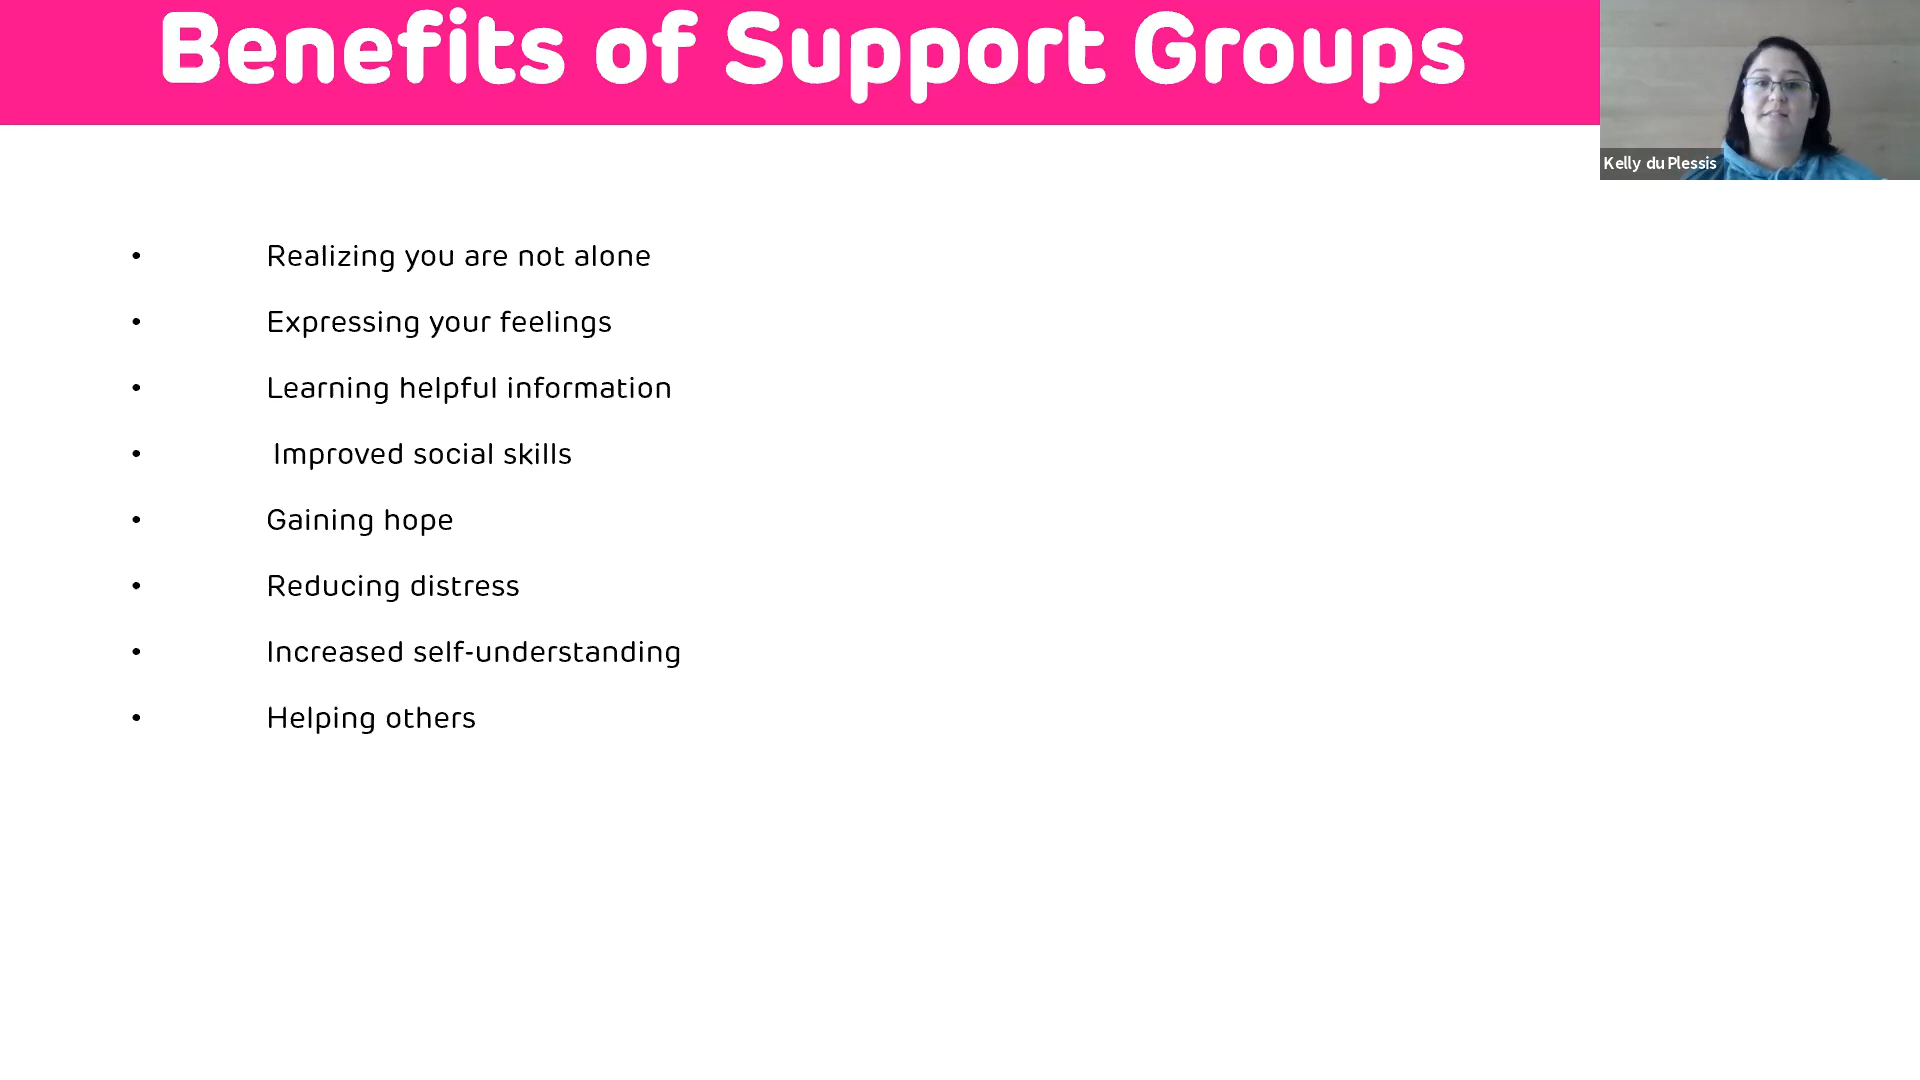 Benefits of Support Groups
Kelly du Plessis
• Realizing you are not alone
• Expressing your feelings
• Learning helpful information
• Improved social skills
• Gaining hope
• Reducing distress
• Increased self-understanding
• Helping others